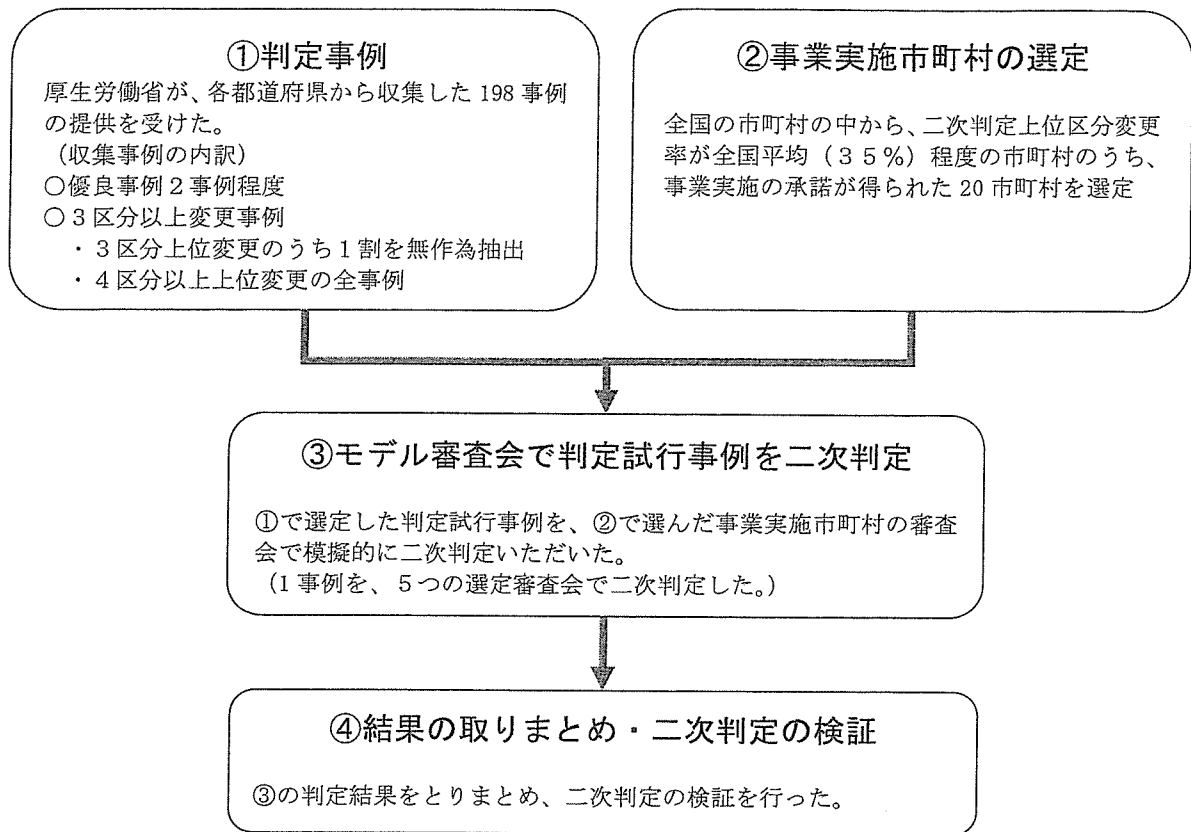 ①判定事例
厚生労働省が、各都道府県から収集した 198 事例
の提供を受けた。
（収集事例の内訳）
○優良事例２事例程度
○３区分以上変更事例
・３区分上位変更のうち１割を無作為抽出
・４区分以上上位変更の全事例
②事業実施市町村の選定
全国の市町村の中から、二次判定上位区分変更
率が全国平均（３５％）程度の市町村のうち、
事業実施の承諾が得られた 20 市町村を選定
③モデル審査会で判定試行事例を二次判定
①で選定した判定試行事例を、②で選んだ事業実施市町村の審査
会で模擬的に二次判定いただいた。
（１事例を、５つの選定審査会で二次判定した。）
④結果の取りまとめ・二次判定の検証
③の判定結果をとりまとめ、二次判定の検証を行った。